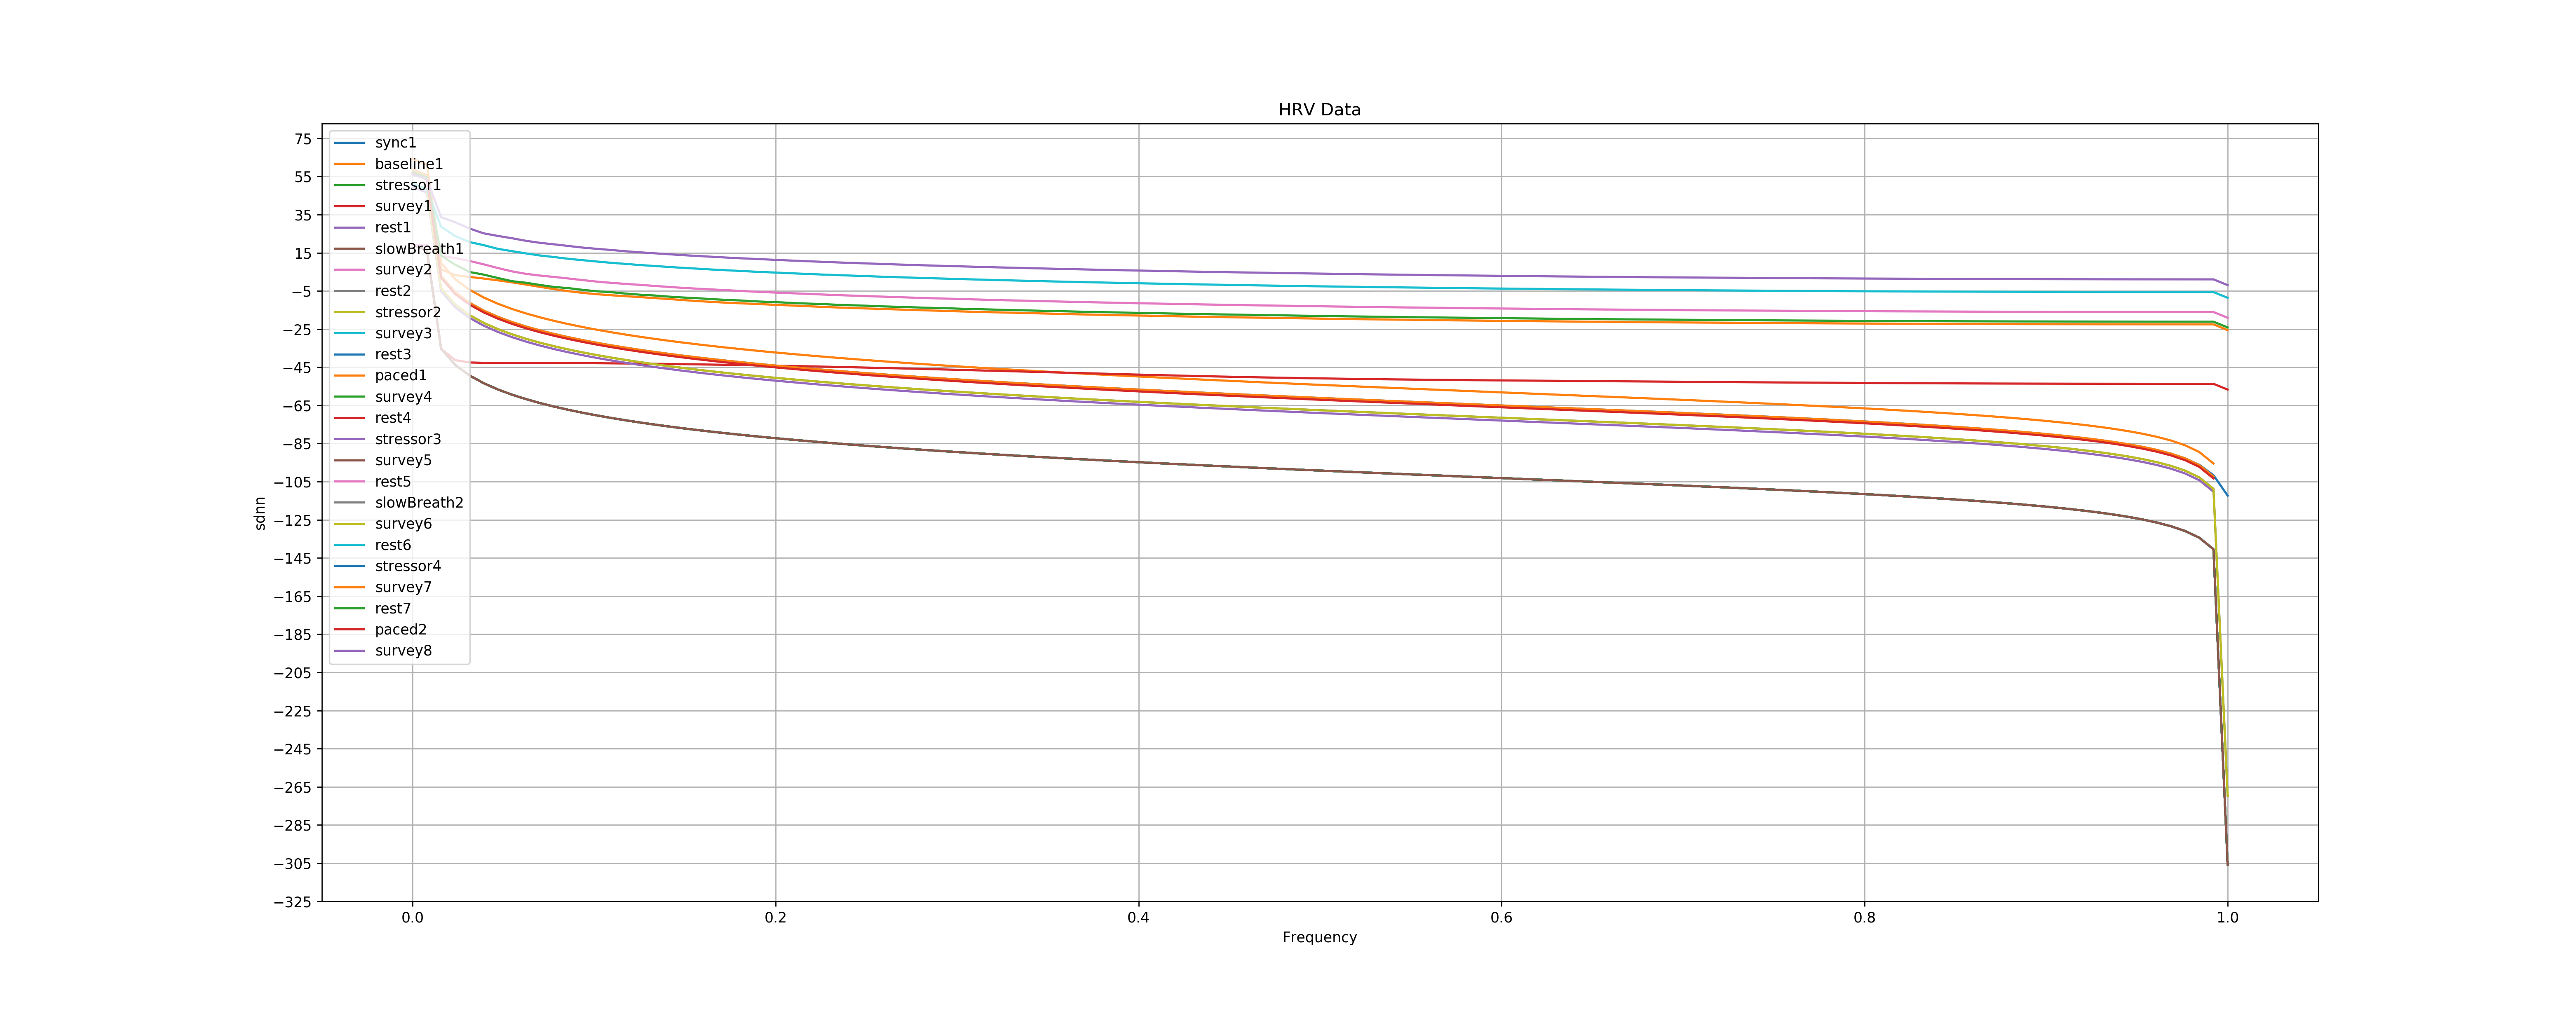 HRV Data
75
55
35
15
−5
−25
−45
−65
−85
−105
−125
−145
−165
−185
−205
−225
−245
−265
−285
−305
−325
sdnn
sync1
baseline1
stressor1
survey1
rest1
slowBreath1
survey2
rest2
stressor2
survey3
rest3
paced1
survey4
rest4
stressor3
survey5
rest5
slowBreath2
survey6
rest6
stressor4
survey7
rest7
paced2
survey8
0.0 0.2 0.4 0.6 0.8 1.0
Frequency